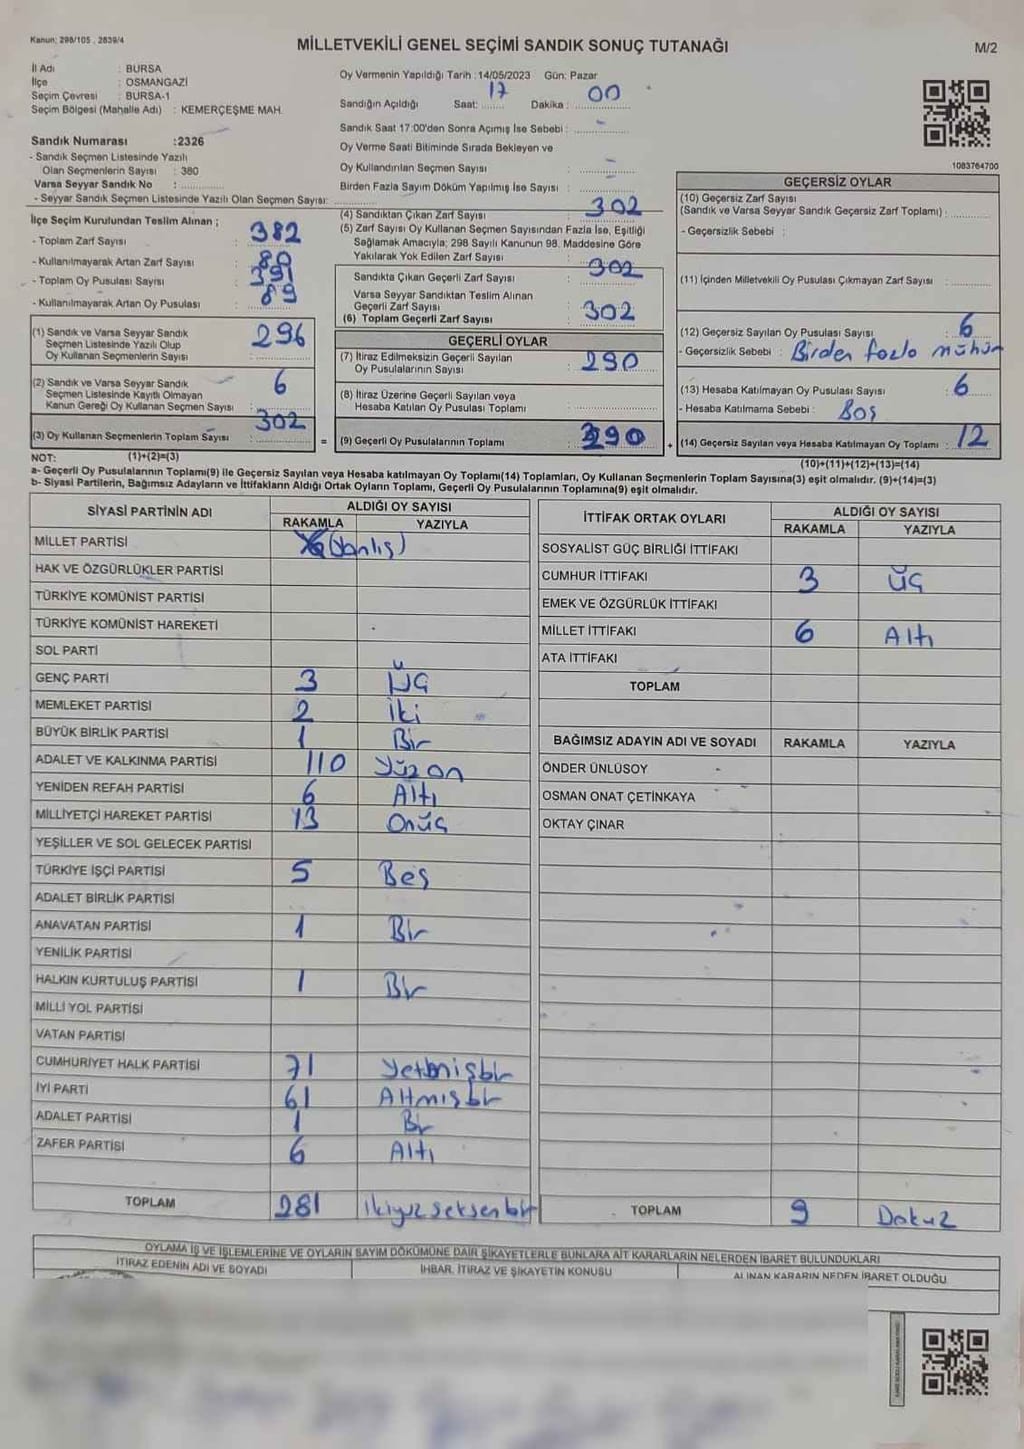 Kanun: 298/105 , 2839/4
MİLLETVEKİLİ GENEL SEÇİMİ SANDIK SONUÇ TUTANAĞI
M/2
İl Adı : BURSA
İlçe : OSMANGAZİ
Seçim Çevresi : BURSA-1
Seçim Bölgesi (Mahalle Adı) : KEMERÇEŞME MAH.
Oy Vermenin Yapıldığı Tarih : 14/05/2023 Gün: Pazar
Sandığın Açıldığı Saat: 17 Dakika : 00
Sandık Saat 17:00'den Sonra Açımış İse Sebebi :
Oy Verme Saati Bitiminde Sırada Bekleyen ve
Oy Kullandırılan Seçmen Sayısı :
Birden Fazla Sayım Döküm Yapılmış İse Sayısı :
1083764700
Sandık Numarası :2326
- Sandık Seçmen Listesinde Yazılı
Olan Seçmenlerin Sayısı : 380
Varsa Seyyar Sandık No :
- Seyyar Sandık Seçmen Listesinde Yazılı Olan Seçmen Sayısı:
İlçe Seçim Kurulundan Teslim Alınan ;
- Toplam Zarf Sayısı : 382
- Kullanılmayarak Artan Zarf Sayısı : 80
- Toplam Oy Pusulası Sayısı : 391
- Kullanılmayarak Artan Oy Pusulası : 89
(1) Sandık ve Varsa Seyyar Sandık
Seçmen Listesinde Yazılı Olup
Oy Kullanan Seçmenlerin Sayısı : 296
(2) Sandık ve Varsa Seyyar Sandık
Seçmen Listesinde Kayıtlı Olmayan
Kanun Gereği Oy Kullanan Seçmen Sayısı : 6
(3) Oy Kullanan Seçmenlerin Toplam Sayısı : 302
(4) Sandıktan Çıkan Zarf Sayısı : 302
(5) Zarf Sayısı Oy Kullanan Seçmen Sayısından Fazla İse, Eşitliği
Sağlamak Amacıyla; 298 Sayılı Kanunun 98. Maddesine Göre
Yakılarak Yok Edilen Zarf Sayısı :
Sandıkta Çıkan Geçerli Zarf Sayısı : 302
Varsa Seyyar Sandıktan Teslim Alınan
Geçerli Zarf Sayısı :
(6) Toplam Geçerli Zarf Sayısı : 302
GEÇERLİ OYLAR
(7) İtiraz Edilmeksizin Geçerli Sayılan
Oy Pusulalarının Sayısı : 290
(8) İtiraz Üzerine Geçerli Sayılan veya
Hesaba Katılan Oy Pusulası Toplamı :
= (9) Geçerli Oy Pusulalarının Toplamı : 290
GEÇERSİZ OYLAR
(10) Geçersiz Zarf Sayısı
(Sandık ve Varsa Seyyar Sandık Geçersiz Zarf Toplamı) :
- Geçersizlik Sebebi :
(11) İçinden Milletvekili Oy Pusulası Çıkmayan Zarf Sayısı :
(12) Geçersiz Sayılan Oy Pusulası Sayısı : 6
- Geçersizlik Sebebi : Birden fazla mühür
(13) Hesaba Katılmayan Oy Pusulası Sayısı : 6
- Hesaba Katılmama Sebebi : Boş
+ (14) Geçersiz Sayılan veya Hesaba Katılmayan Oy Toplamı : 12
NOT: (1)+(2)=(3)
(10)+(11)+(12)+(13)=(14)
a- Geçerli Oy Pusulalarının Toplamı(9) ile Geçersiz Sayılan veya Hesaba katılmayan Oy Toplamı(14) Toplamları, Oy Kullanan Seçmenlerin Toplam Sayısına(3) eşit olmalıdır. (9)+(14)=(3)
b- Siyasi Partilerin, Bağımsız Adayların ve İttifakların Aldığı Ortak Oyların Toplamı, Geçerli Oy Pusulalarının Toplamına(9) eşit olmalıdır.
SİYASİ PARTİNİN ADI
ALDIĞI OY SAYISI
RAKAMLA YAZIYLA
MİLLET PARTİSİ (Yanlış)
HAK VE ÖZGÜRLÜKLER PARTİSİ
TÜRKİYE KOMÜNİST PARTİSİ
TÜRKİYE KOMÜNİST HAREKETİ
SOL PARTİ
GENÇ PARTİ 3 Üç
MEMLEKET PARTİSİ 2 İki
BÜYÜK BİRLİK PARTİSİ 1 Bir
ADALET VE KALKINMA PARTİSİ 110 Yüzon
YENİDEN REFAH PARTİSİ 6 Altı
MİLLİYETÇİ HAREKET PARTİSİ 13 Onüç
YEŞİLLER VE SOL GELECEK PARTİSİ
TÜRKİYE İŞÇİ PARTİSİ 5 Beş
ADALET BİRLİK PARTİSİ
ANAVATAN PARTİSİ 1 Bir
YENİLİK PARTİSİ
HALKIN KURTULUŞ PARTİSİ 1 Bir
MİLLİ YOL PARTİSİ
VATAN PARTİSİ
CUMHURİYET HALK PARTİSİ 71 Yetmişbir
İYİ PARTİ 61 Altmışbir
ADALET PARTİSİ 1 Bir
ZAFER PARTİSİ 6 Altı
TOPLAM 281 İkiyüzseksenbir
İTTİFAK ORTAK OYLARI
ALDIĞI OY SAYISI
RAKAMLA YAZIYLA
SOSYALİST GÜÇ BİRLİĞİ İTTİFAKI
CUMHUR İTTİFAKI 3 Üç
EMEK VE ÖZGÜRLÜK İTTİFAKI
MİLLET İTTİFAKI 6 Altı
ATA İTTİFAKI
TOPLAM
BAĞIMSIZ ADAYIN ADI VE SOYADI RAKAMLA YAZIYLA
ÖNDER ÜNLÜSOY
OSMAN ONAT ÇETİNKAYA
OKTAY ÇINAR
TOPLAM 9 Dokuz
OYLAMA İŞ VE İŞLEMLERİNE VE OYLARIN SAYIM DÖKÜMÜNE DAİR ŞİKAYETLERLE BUNLARA AİT KARARLARIN NELERDEN İBARET BULUNDUKLARI
İTİRAZ EDENİN ADI VE SOYADI İHBAR, İTİRAZ VE ŞİKAYETİN KONUSU ALINAN KARARIN NEDEN İBARET OLDUĞU